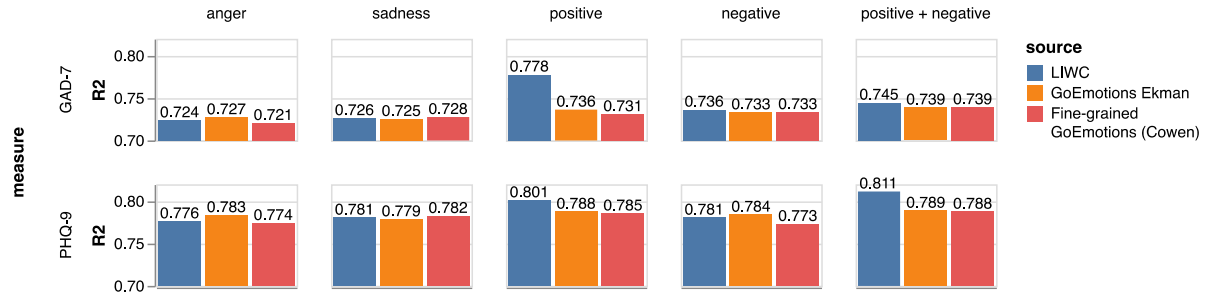 anger sadness positive negative positive + negative
measure
GAD-7
R2
0.80
0.75
0.70
0.724 0.727 0.721
0.726 0.725 0.728
0.778 0.736 0.731
0.736 0.733 0.733
0.745 0.739 0.739
source
LIWC
GoEmotions Ekman
Fine-grained
GoEmotions (Cowen)
PHQ-9
R2
0.80
0.75
0.70
0.776 0.783 0.774
0.781 0.779 0.782
0.801 0.788 0.785
0.781 0.784 0.773
0.811 0.789 0.788